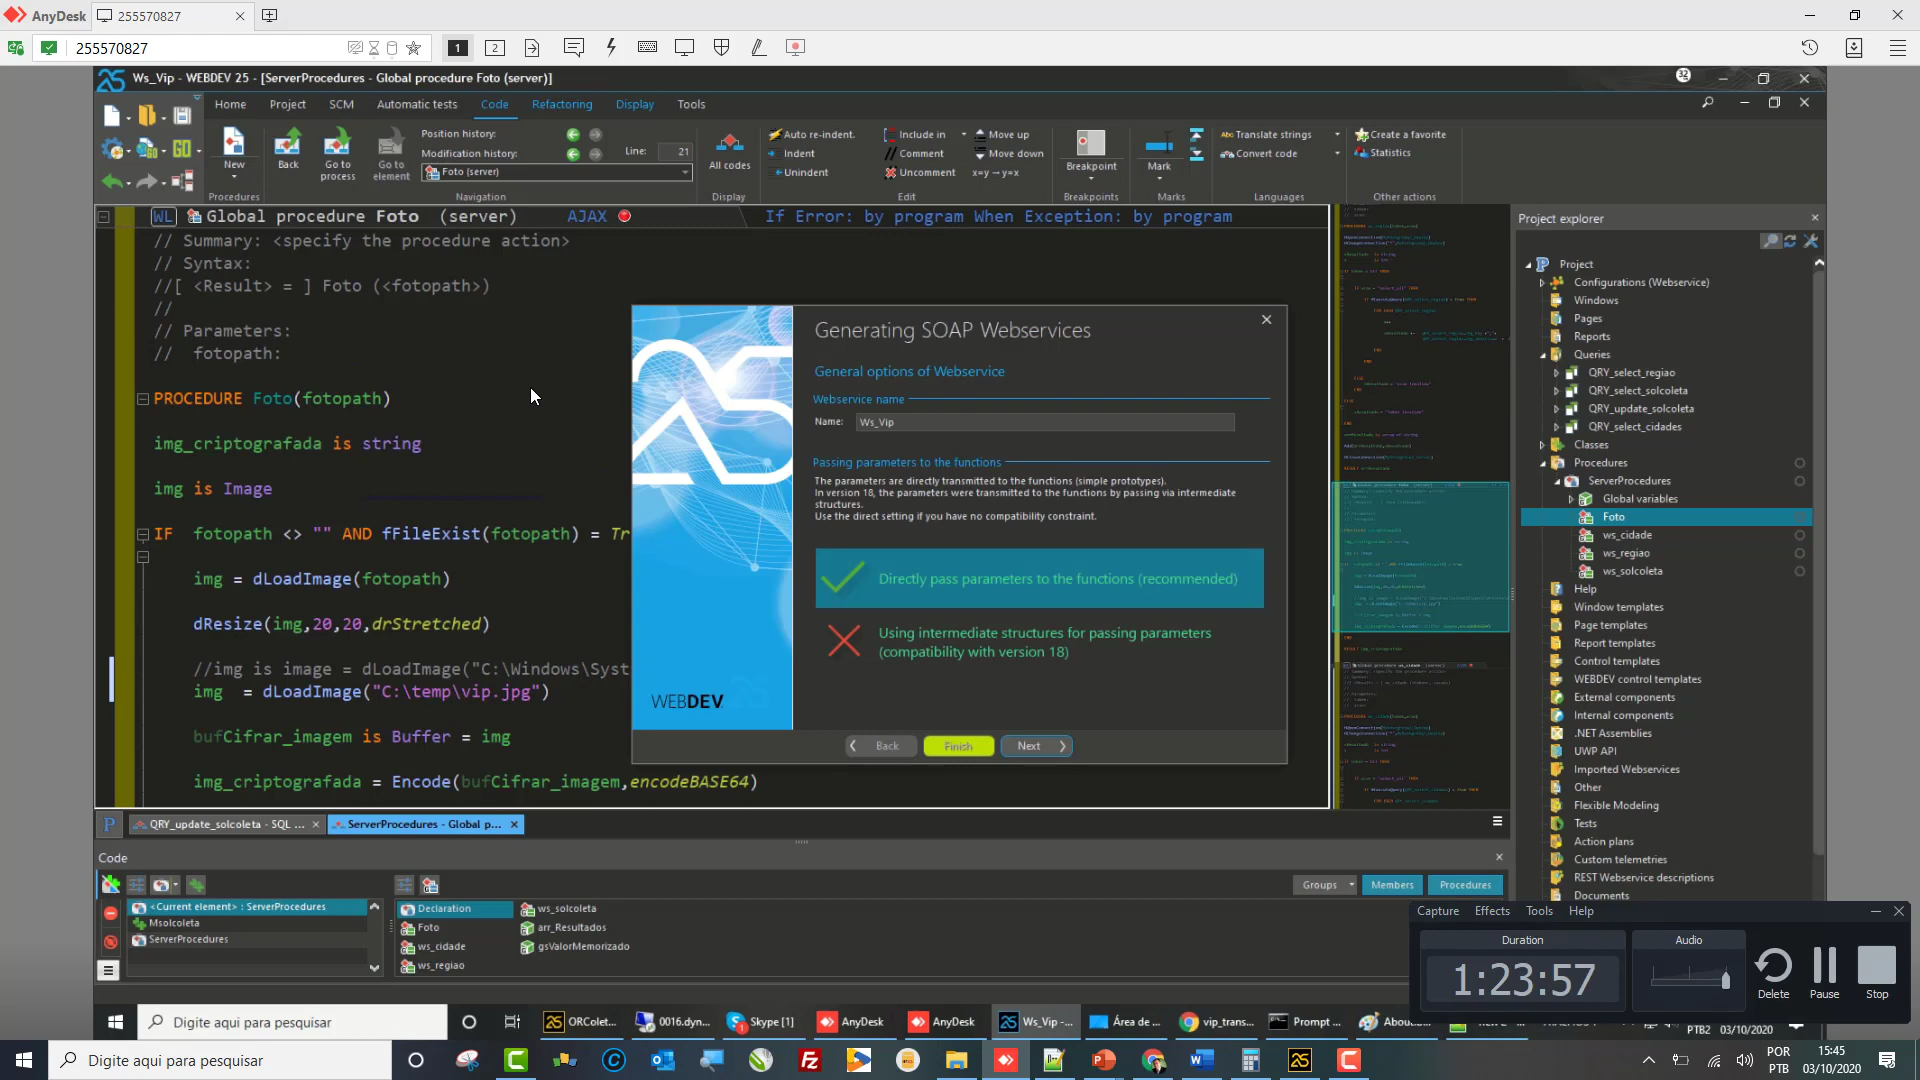 AnyDesk
255570827
255570827
1
2
Ws_Vip - WEBDEV 25 - [ServerProcedures - Global procedure Foto (server)]
32
Home
Project
SCM
Automatic tests
Code
Refactoring
Display
Tools
New
Back
Go to process
Go to element
Position history:
Modification history:
Line: 21
Foto (server)
All codes
Auto re-indent.
Indent
Unindent
Include in
Comment
Uncomment
Move up
Move down
x=y→y=x
Breakpoint
Mark
Translate strings
Convert code
Create a favorite
Statistics
Procedures
Navigation
Display
Edit
Breakpoints
Marks
Languages
Other actions
WL Global procedure Foto (server) AJAX If Error: by program When Exception: by program
// Summary: <specify the procedure action>
// Syntax:
//[ <Result> = ] Foto (<fotopath>)
//
// Parameters:
// fotopath:
PROCEDURE Foto(fotopath)
img_criptografada is string
img is Image
IF fotopath <> "" AND fFileExist(fotopath) = Tr
img = dLoadImage(fotopath)
dResize(img,20,20,drStretched)
//img is image = dLoadImage("C:\Windows\Syst
img = dLoadImage("C:\temp\vip.jpg")
bufCifrar_imagem is Buffer = img
img_criptografada = Encode(bufCifrar_imagem,encodeBASE64)
Generating SOAP Webservices
General options of Webservice
Webservice name
Name: Ws_Vip
Passing parameters to the functions
The parameters are directly transmitted to the functions (simple prototypes).
In version 18, the parameters were transmitted to the functions by passing via intermediate
structures.
Use the direct setting if you have no compatibility constraint.
Directly pass parameters to the functions (recommended)
Using intermediate structures for passing parameters
(compatibility with version 18)
WEBDEV
Back
Finish
Next
Project explorer
Project
Configurations (Webservice)
Windows
Pages
Reports
Queries
QRY_select_regiao
QRY_select_solcoleta
QRY_update_solcoleta
QRY_select_cidades
Classes
Procedures
ServerProcedures
Global variables
Foto
ws_cidade
ws_regiao
ws_solcoleta
Help
Window templates
Page templates
Report templates
Control templates
WEBDEV control templates
External components
Internal components
.NET Assemblies
UWP API
Imported Webservices
Other
Flexible Modeling
Tests
Action plans
Custom telemetries
REST Webservice descriptions
Documents
QRY_update_solcoleta - SQL ...
ServerProcedures - Global p...
Code
Groups
Members
Procedures
<Current element> : ServerProcedures
Msolcoleta
ServerProcedures
Declaration
Foto
ws_cidade
ws_regiao
ws_solcoleta
arr_Resultados
gsValorMemorizado
Capture
Effects
Tools
Help
Duration
1:23:57
Audio
Delete
Pause
Stop
Digite aqui para pesquisar
ORColet...
0016.dyn...
Skype [1]
AnyDesk
AnyDesk
Ws_Vip -...
Área de ...
vip_trans...
Prompt ...
PTB2
03/10/2020
Digite aqui para pesquisar
POR
PTB
15:45
03/10/2020